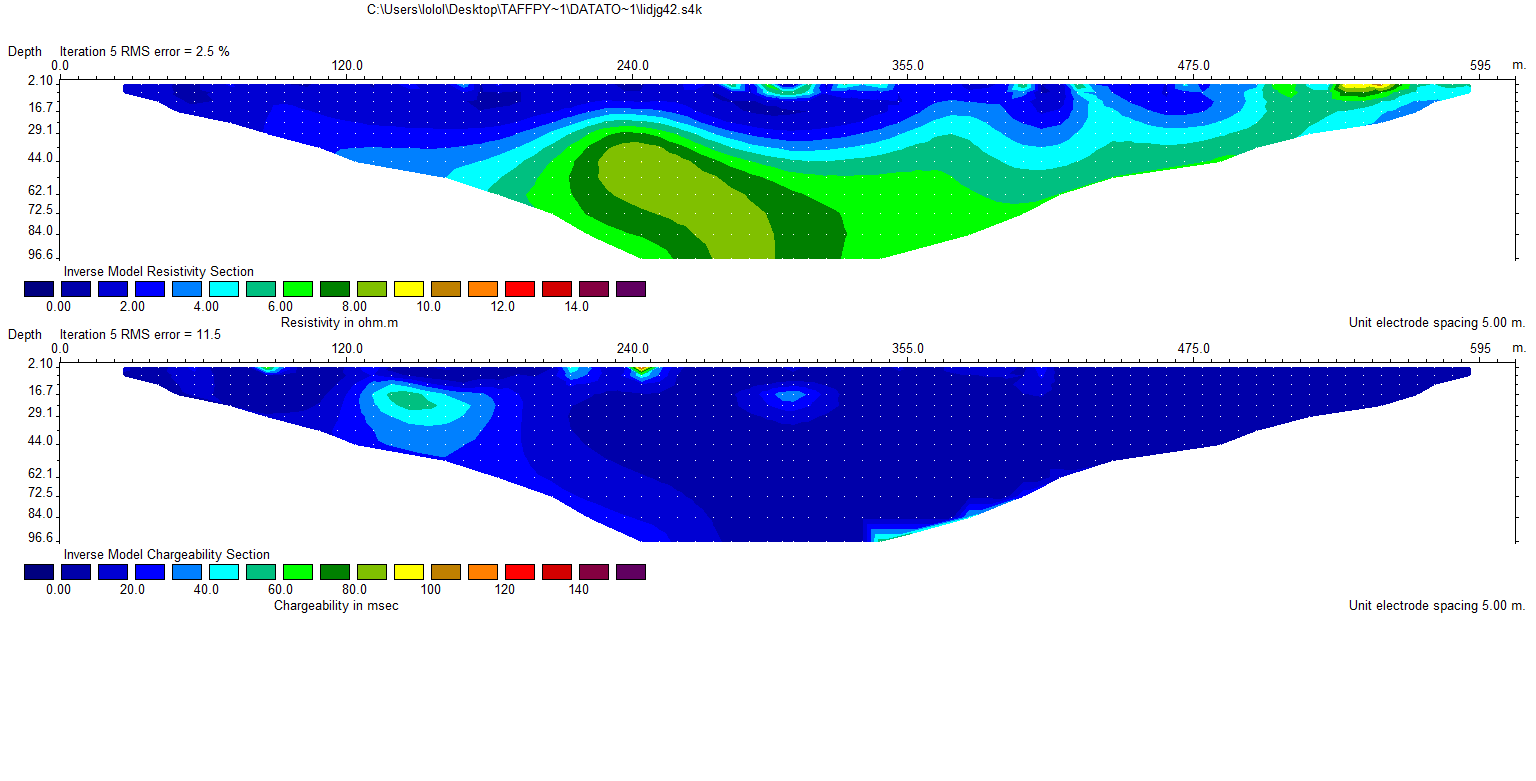 C:\Users\lolol\Desktop\TAFFPY~1\DATATO~1\lidjg42.s4k
Depth Iteration 5 RMS error = 2.5 %
0.0 120.0 240.0 355.0 475.0 595 m.
2.10
16.7
29.1
44.0
62.1
72.5
84.0
96.6
Inverse Model Resistivity Section
0.00 2.00 4.00 6.00 8.00 10.0 12.0 14.0
Resistivity in ohm.m Unit electrode spacing 5.00 m.
Depth Iteration 5 RMS error = 11.5
0.0 120.0 240.0 355.0 475.0 595 m.
2.10
16.7
29.1
44.0
62.1
72.5
84.0
96.6
Inverse Model Chargeability Section
0.00 20.0 40.0 60.0 80.0 100 120 140
Chargeability in msec Unit electrode spacing 5.00 m.